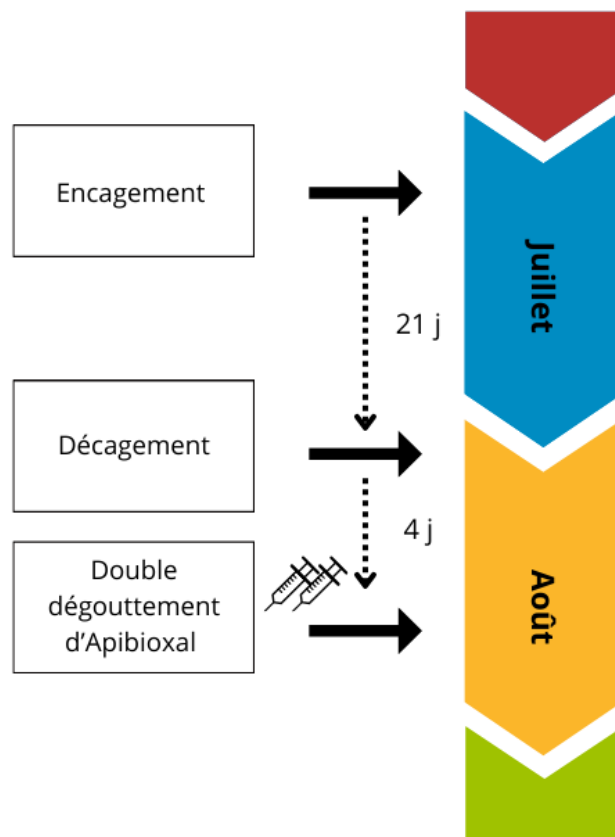 Encagement
Juillet
21 j
Décagement
4 j
Double
dégouttement
d’Apibioxal
Août